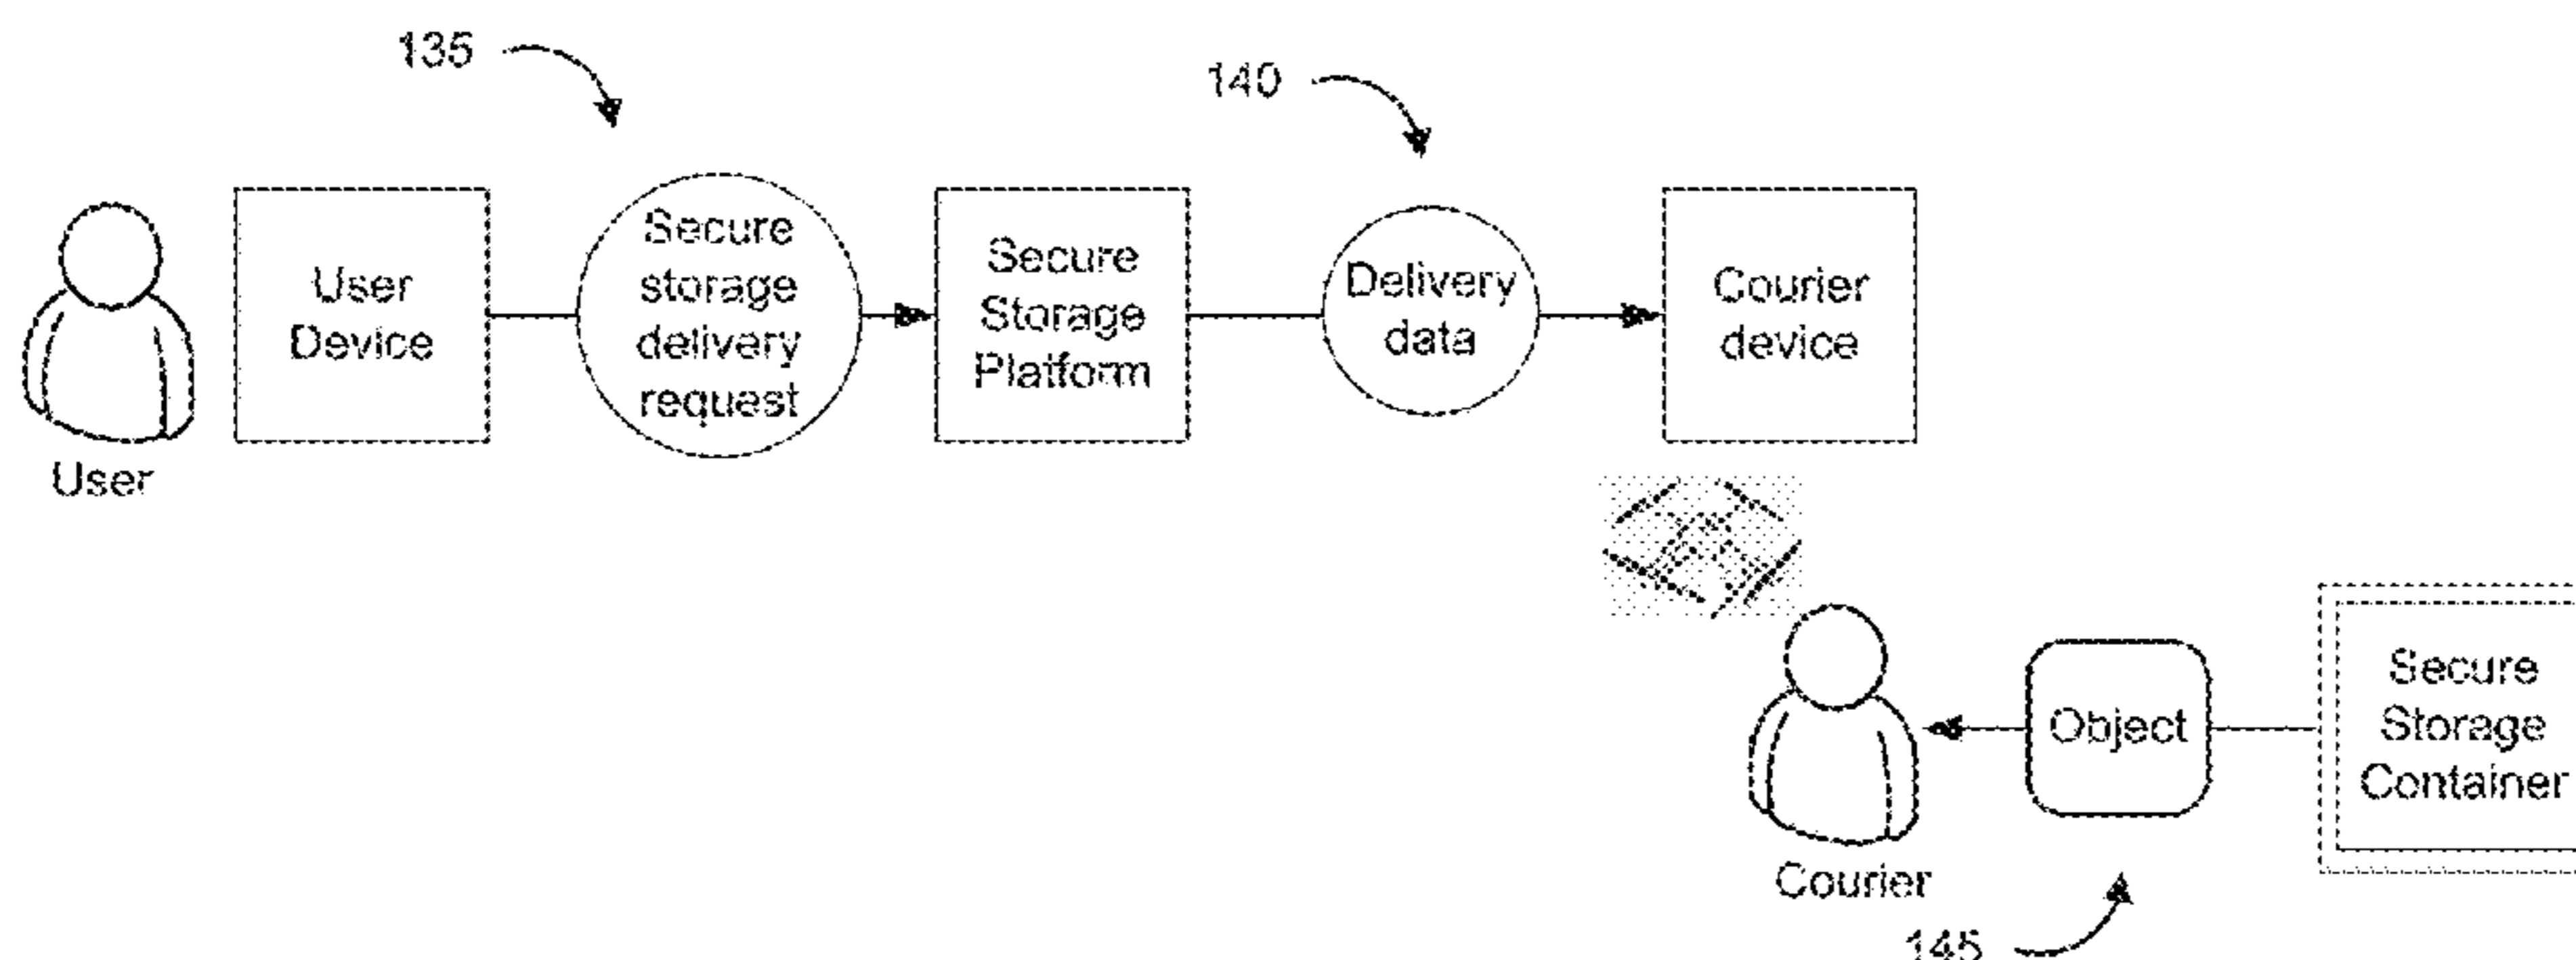 135
140
User
Device
Secure
storage
delivery
request
Secure
Storage
Platform
Delivery
data
Courier
device
User
Object
Secure
Storage
Container
Courier
145